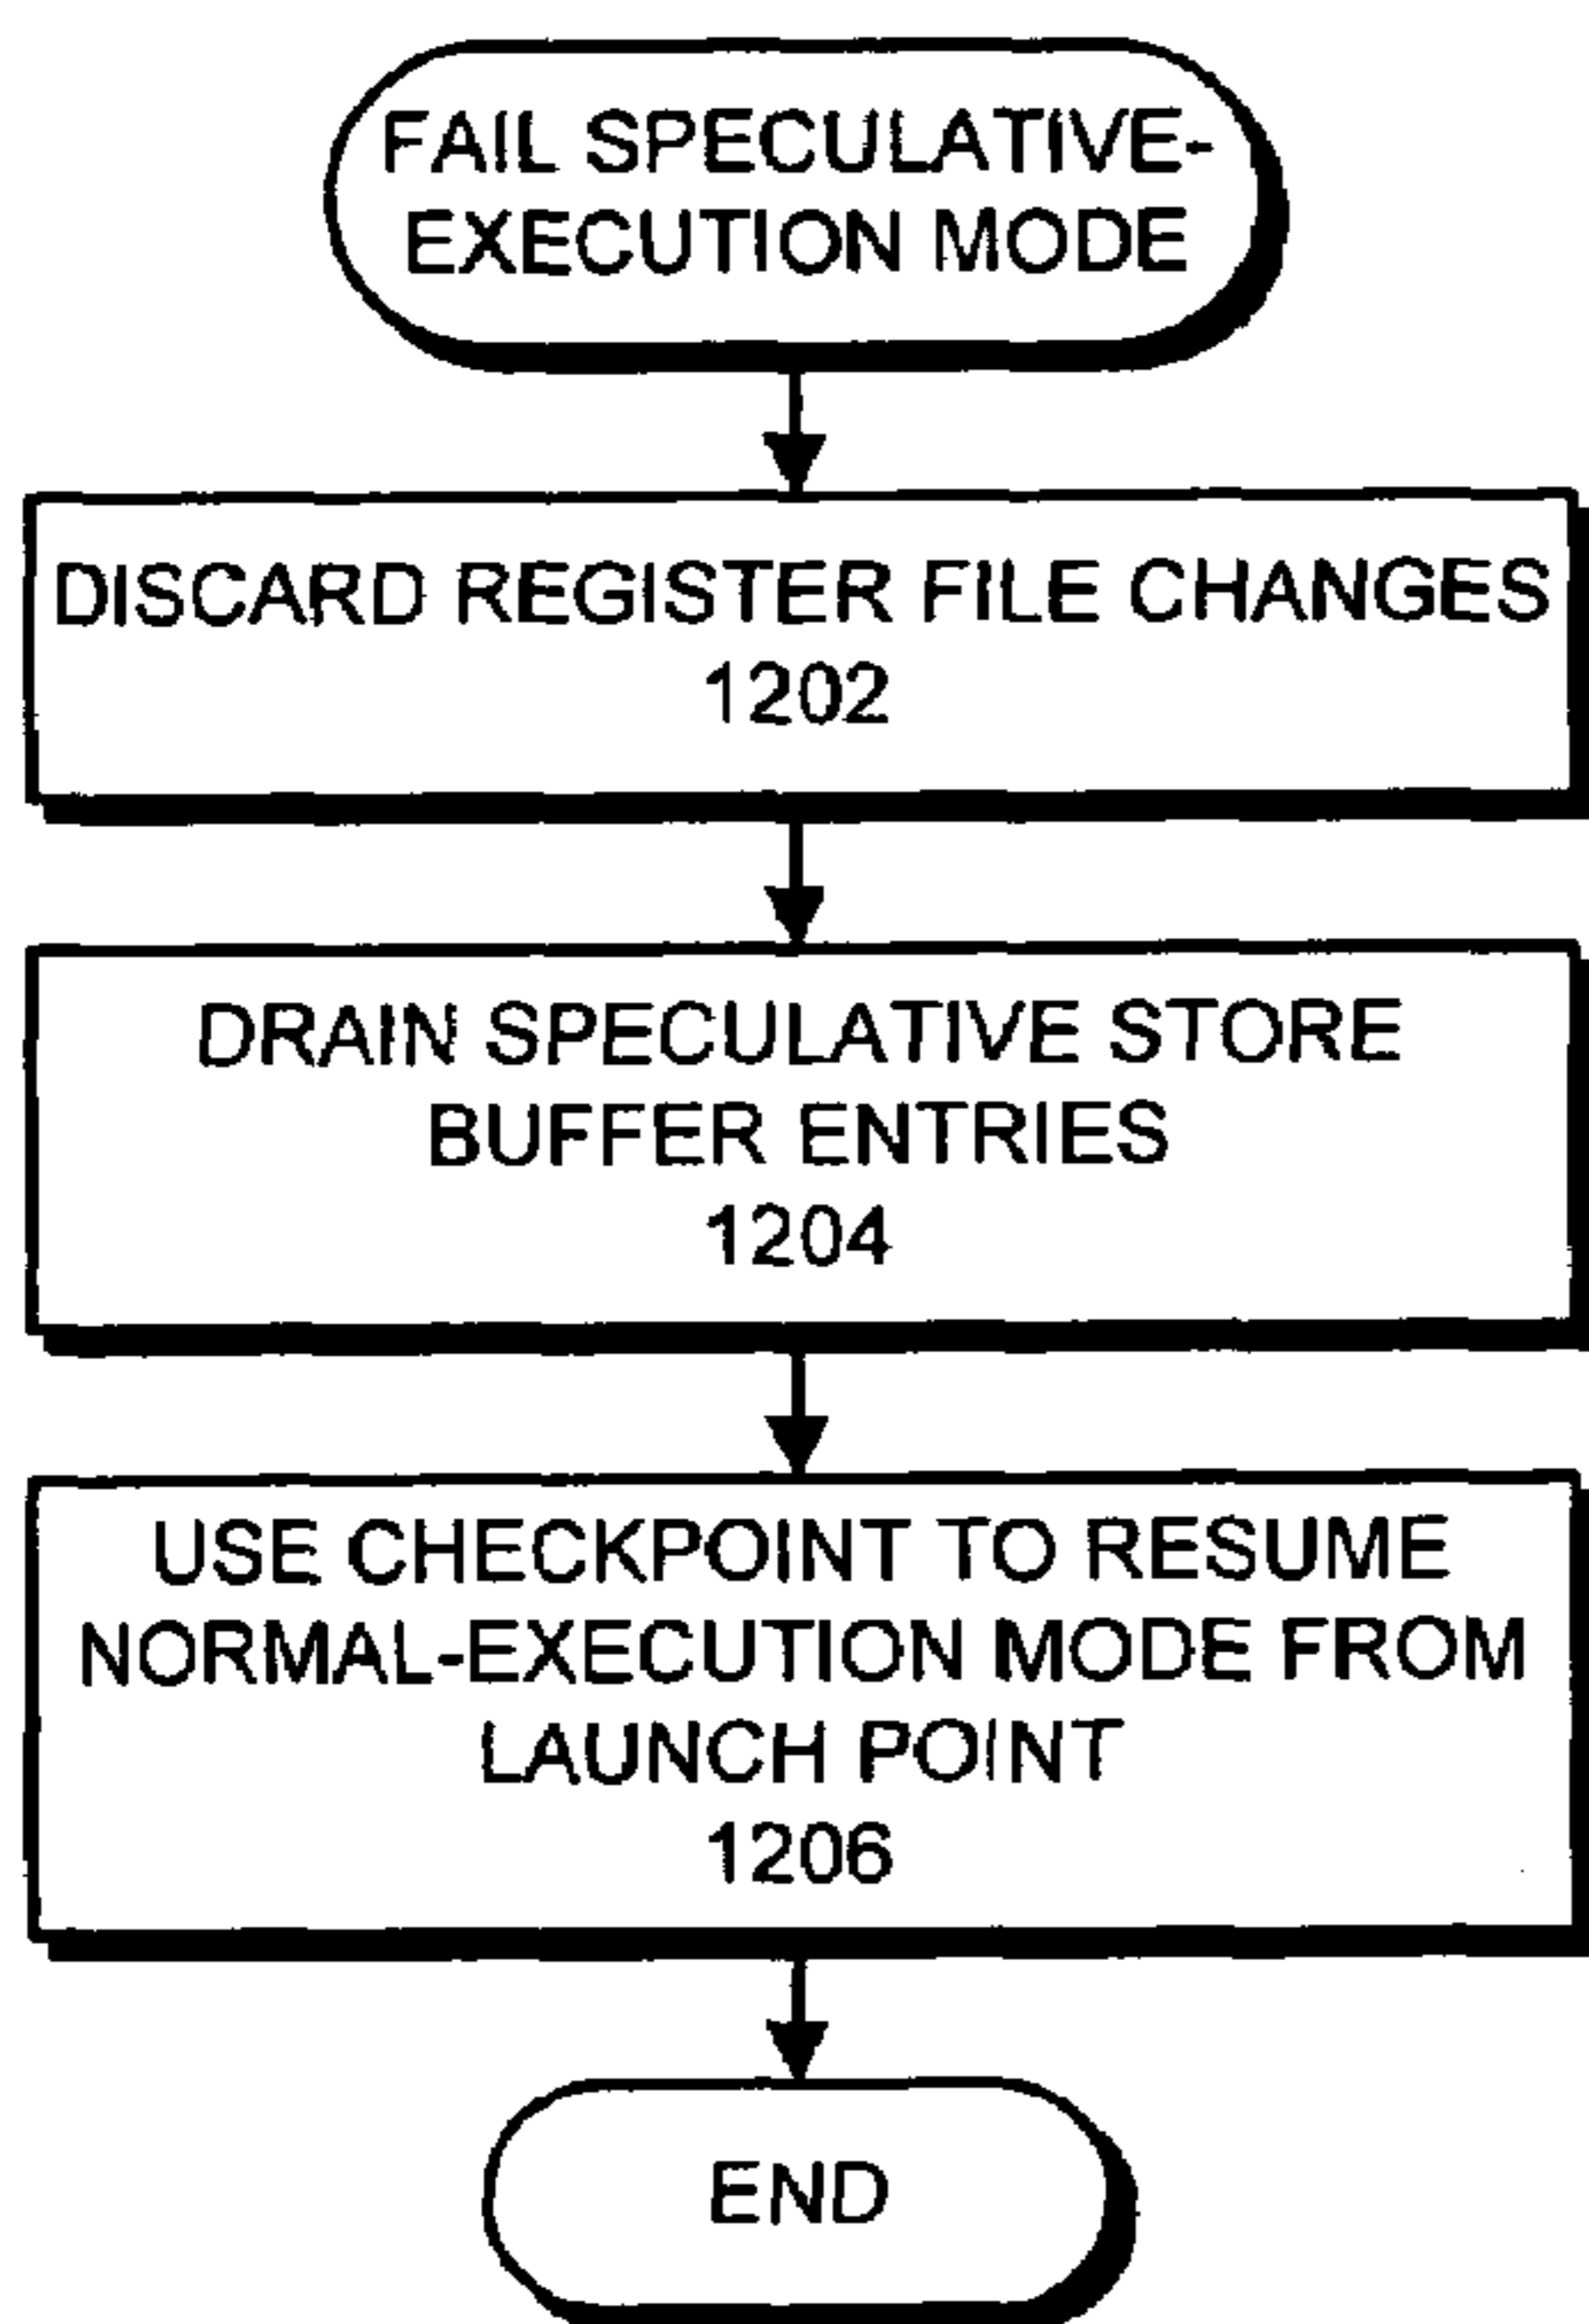 FAIL SPECULATIVE-
EXECUTION MODE
DISCARD REGISTER FILE CHANGES
1202
DRAIN SPECULATIVE STORE
BUFFER ENTRIES
1204
USE CHECKPOINT TO RESUME
NORMAL-EXECUTION MODE FROM
LAUNCH POINT
1206
END